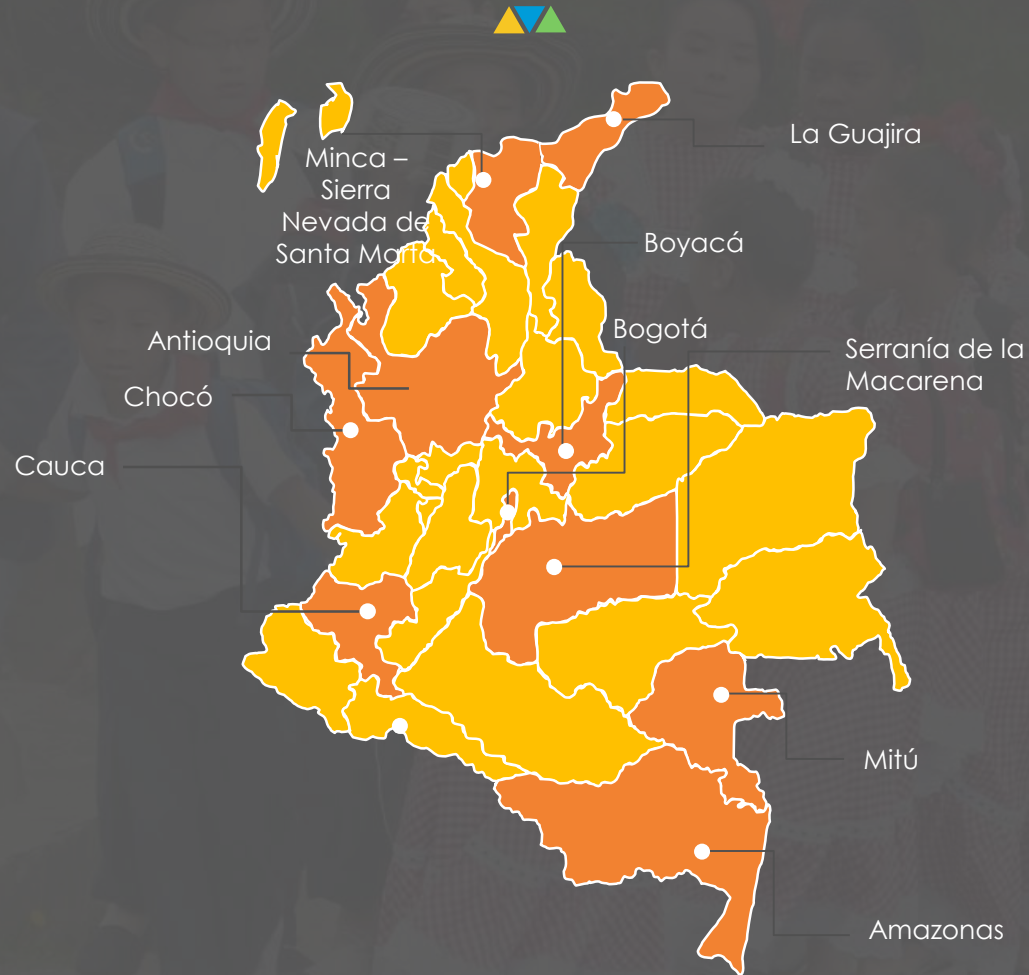 La Guajira
Minca –
Sierra
Nevada de
Santa Marta
Boyacá
Bogotá
Antioquia
Serranía de la
Macarena
Chocó
Cauca
Mitú
Amazonas